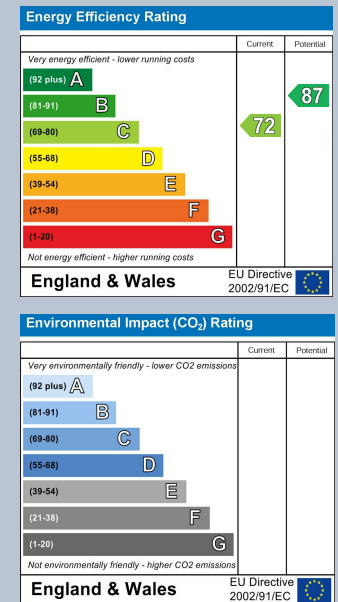 Energy Efficiency Rating
Current Potential
Very energy efficient - lower running costs
(92 plus) A
(81-91) B
87
(69-80) C
72
(55-68) D
(39-54) E
(21-38) F
(1-20) G
Not energy efficient - higher running costs
England & Wales
EU Directive
2002/91/EC
Environmental Impact (CO₂) Rating
Current Potential
Very environmentally friendly - lower CO2 emissions
(92 plus) A
(81-91) B
(69-80) C
(55-68) D
(39-54) E
(21-38) F
(1-20) G
Not environmentally friendly - higher CO2 emissions
England & Wales
EU Directive
2002/91/EC